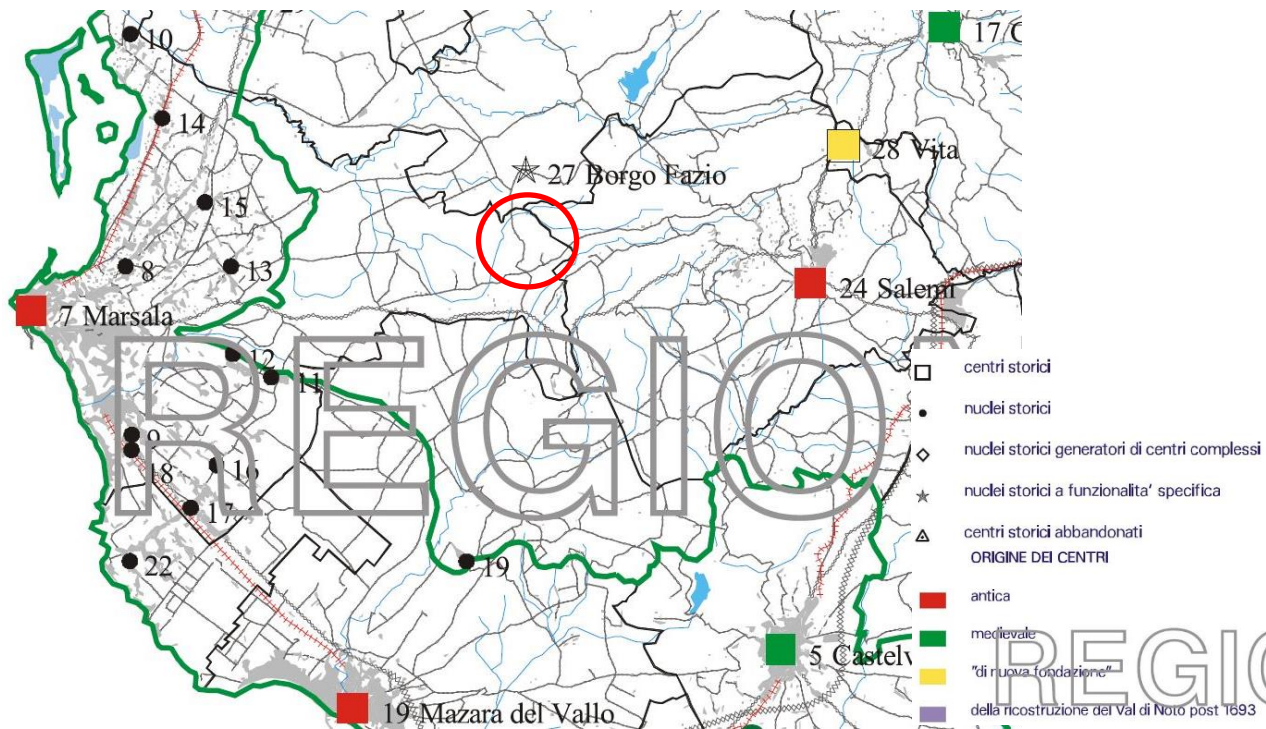 10
17
14
28 Vita
27 Borgo Fazio
15
8
13
24 Salemi
7 Marsala
12
11
REGIO
9
18
16
17
22
19
5 Castelv
19 Mazara del Vallo
centri storici
nuclei storici
nuclei storici generatori di centri complessi
nuclei storici a funzionalita' specifica
centri storici abbandonati
ORIGINE DEI CENTRI
antica
medievale
"di nuova fondazione"
della ricostruzione del Val di Noto post 1693
REGIO